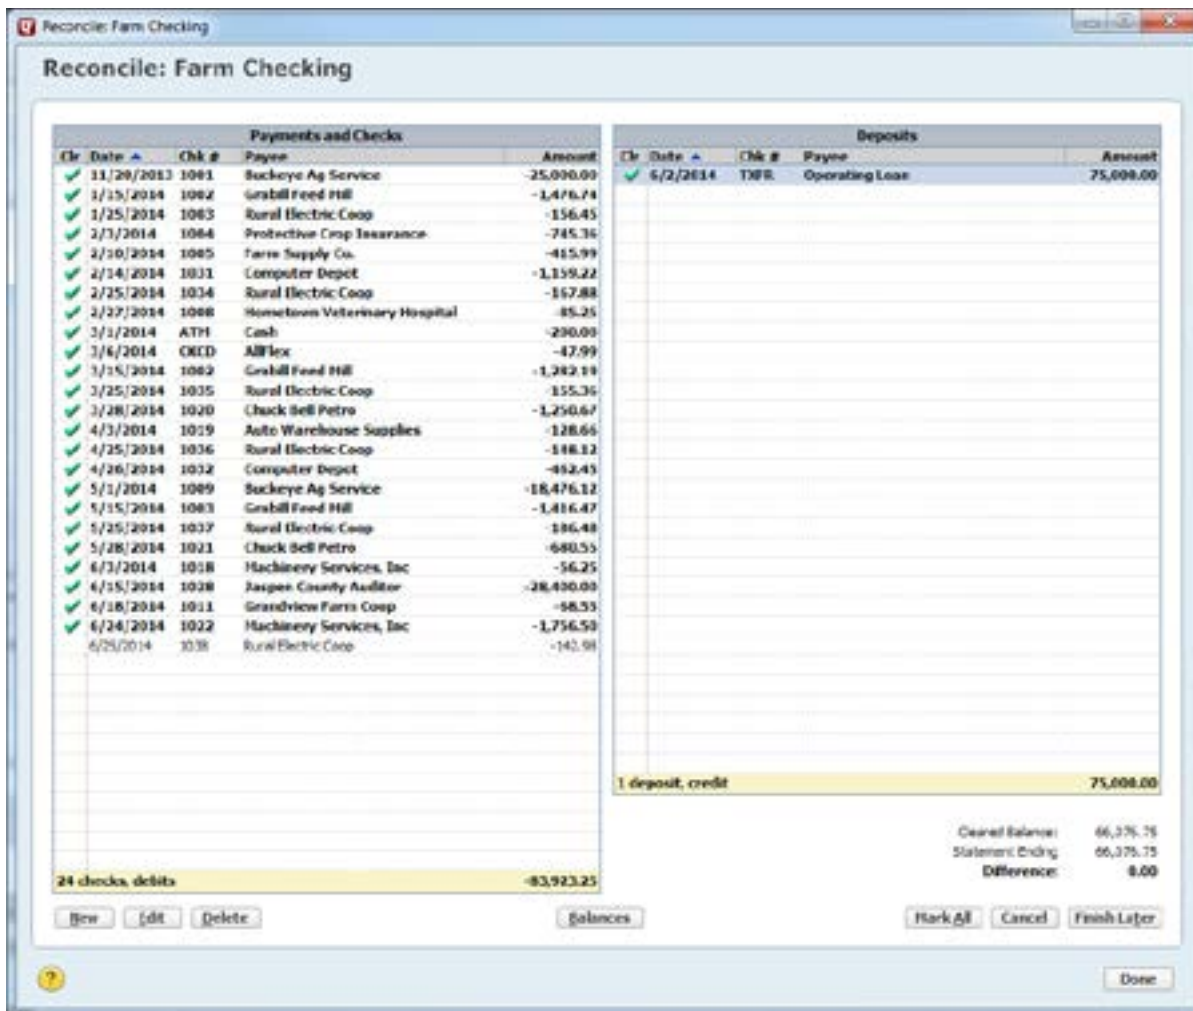 Reconcile: Farm Checking
Reconcile: Farm Checking
Payments and Checks
Clr Date Chk # Payee Amount
11/20/2013 1001 Buckeye Ag Service -25,000.00
1/15/2014 1002 Grabill Feed Mill -1,476.74
1/25/2014 1003 Rural Electric Coop -156.45
2/3/2014 1004 Protective Crop Insurance -745.36
2/10/2014 1005 Farm Supply Co. -415.99
2/14/2014 1031 Computer Depot -1,159.22
2/25/2014 1034 Rural Electric Coop -167.88
2/27/2014 1008 Hometown Veterinary Hospital -85.25
3/1/2014 ATM Cash -200.00
3/6/2014 CKCD AllFlex -47.99
3/15/2014 1002 Grabill Feed Mill -1,282.19
3/25/2014 1035 Rural Electric Coop -155.36
3/28/2014 1020 Chuck Bell Petro -1,250.67
4/3/2014 1019 Auto Warehouse Supplies -128.66
4/25/2014 1036 Rural Electric Coop
4/26/2014 1032 Computer Depot -462.45
5/1/2014 1009 Buckeye Ag Service -18,476.12
5/15/2014 1003 Grabill Feed Mill -1,416.47
5/25/2014 1037 Rural Electric Coop
5/28/2014 1021 Chuck Bell Petro -680.55
6/3/2014 1018 Machinery Services, Inc -56.25
6/15/2014 1028 County Auditor -28,400.00
6/18/2014 1011 Grandview Farm Coop
6/24/2014 1022 Machinery Services, Inc -1,756.50
6/25/2014 1038 Rural Electric Coop -142.98
24 checks, debits -83,923.25
Deposits
Clr Date Chk # Payee Amount
6/2/2014 TXFR Operating Loan 75,000.00
1 deposit, credit 75,000.00
Cleared Balance: 66,376.75
Statement Ending 66,376.75
Difference: 0.00
New Edit Delete Balances Mark All Cancel Finish Later
? Done